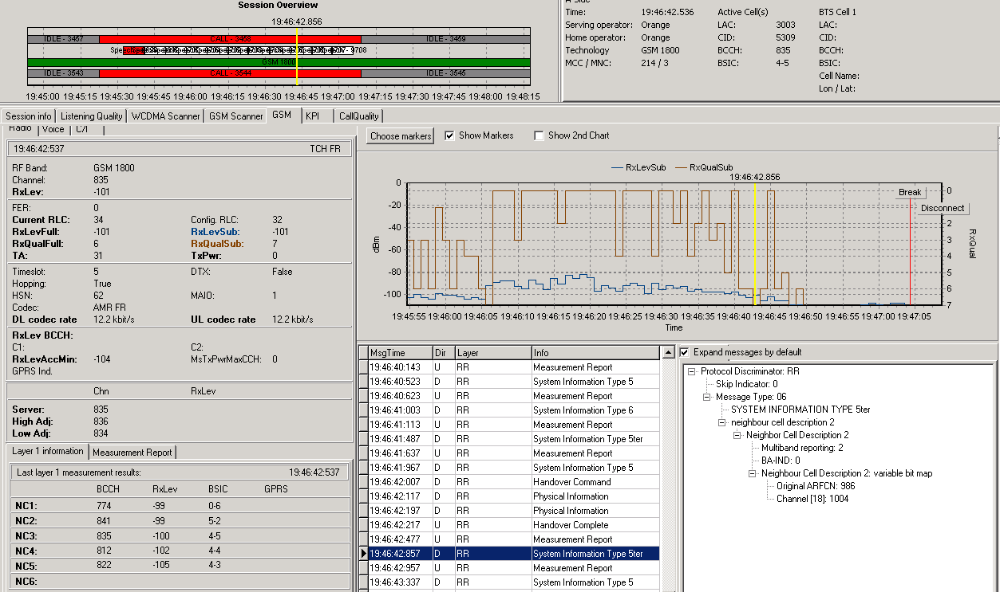 Session Overview
19:46:42.856
IDLE - 3467 CALL - 3458 IDLE - 3469
9708
GSM 1800
IDLE - 3543 CALL - 3544 IDLE - 3545
19:45:00 19:45:15 19:45:30 19:45:45 19:46:00 19:46:15 19:46:30 19:46:45 19:47:00 19:47:15 19:47:30 19:47:45 19:48:00 19:48:15
Time: 19:46:42.536 Active Cell(s) BTS Cell 1
Serving operator: Orange LAC: 3003 LAC:
Home operator: Orange CID: 5309 CID:
Technology GSM 1800 BCCH: 835 BCCH:
MCC / MNC: 214 / 3 BSIC: 4-5 BSIC:
Cell Name:
Lon / Lat:
Session info Listening Quality WCDMA Scanner GSM Scanner GSM KPI CallQuality
Radio Voice C/I
19:46:42:537 TCH FR
RF Band: GSM 1800
Channel: 835
RxLev: -101
FER: 0
Current RLC: 34 Config. RLC: 32
RxLevFull: -101 RxLevSub: -101
RxQualFull: 6 RxQualSub: 7
TA: 31 TxPwr: 0
Timeslot: 5 DTX: False
Hopping: True
HSN: 62 MAIO: 1
Codec: AMR FR
DL codec rate 12.2 kbit/s UL codec rate 12.2 kbit/s
RxLev BCCH:
C1: C2:
RxLevAccMin: -104 MsTxPwrMaxCCH: 0
GPRS Ind.
Chn RxLev
Server: 835
High Adj: 836
Low Adj: 834
Layer 1 information Measurement Report
Last layer 1 measurement results: 19:46:42:537
BCCH RxLev BSIC GPRS
NC1: 774 -99 0-6
NC2: 841 -99 5-2
NC3: 835 -100 4-5
NC4: 812 -102 4-4
NC5: 822 -105 4-3
NC6:
Choose markers Show Markers Show 2nd Chart
RxLevSub RxQualSub
19:46:42.856
0 -20 -40 -60 -80 -100
dBm
Break
Disconnect
0 2 3 4 5 6 7
RxQual
19:45:55 19:46:00 19:46:05 19:46:10 19:46:15 19:46:20 19:46:25 19:46:30 19:46:35 19:46:40 19:46:45 19:46:50 19:46:55 19:47:00 19:47:05
Time
MsgTime Dir Layer Info
19:46:40:143 U RR Measurement Report
19:46:40:523 D RR System Information Type 5
19:46:40:623 U RR Measurement Report
19:46:41:003 D RR System Information Type 6
19:46:41:113 U RR Measurement Report
19:46:41:487 D RR System Information Type 5ter
19:46:41:637 U RR Measurement Report
19:46:41:967 D RR System Information Type 5
19:46:42:007 D RR Handover Command
19:46:42:117 D RR Physical Information
19:46:42:197 D RR Physical Information
19:46:42:217 U RR Handover Complete
19:46:42:477 U RR Measurement Report
19:46:42:857 D RR System Information Type 5ter
19:46:42:957 U RR Measurement Report
19:46:43:337 D RR System Information Type 5
Expand messages by default
Protocol Discriminator: RR
Skip Indicator: 0
Message Type: 06
SYSTEM INFORMATION TYPE 5ter
neighbour cell description 2
Neighbor Cell Description 2
Multiband reporting: 2
BA-IND: 0
Neighbour Cell Description 2: variable bit map
Original ARFCN: 986
Channel [18]: 1004